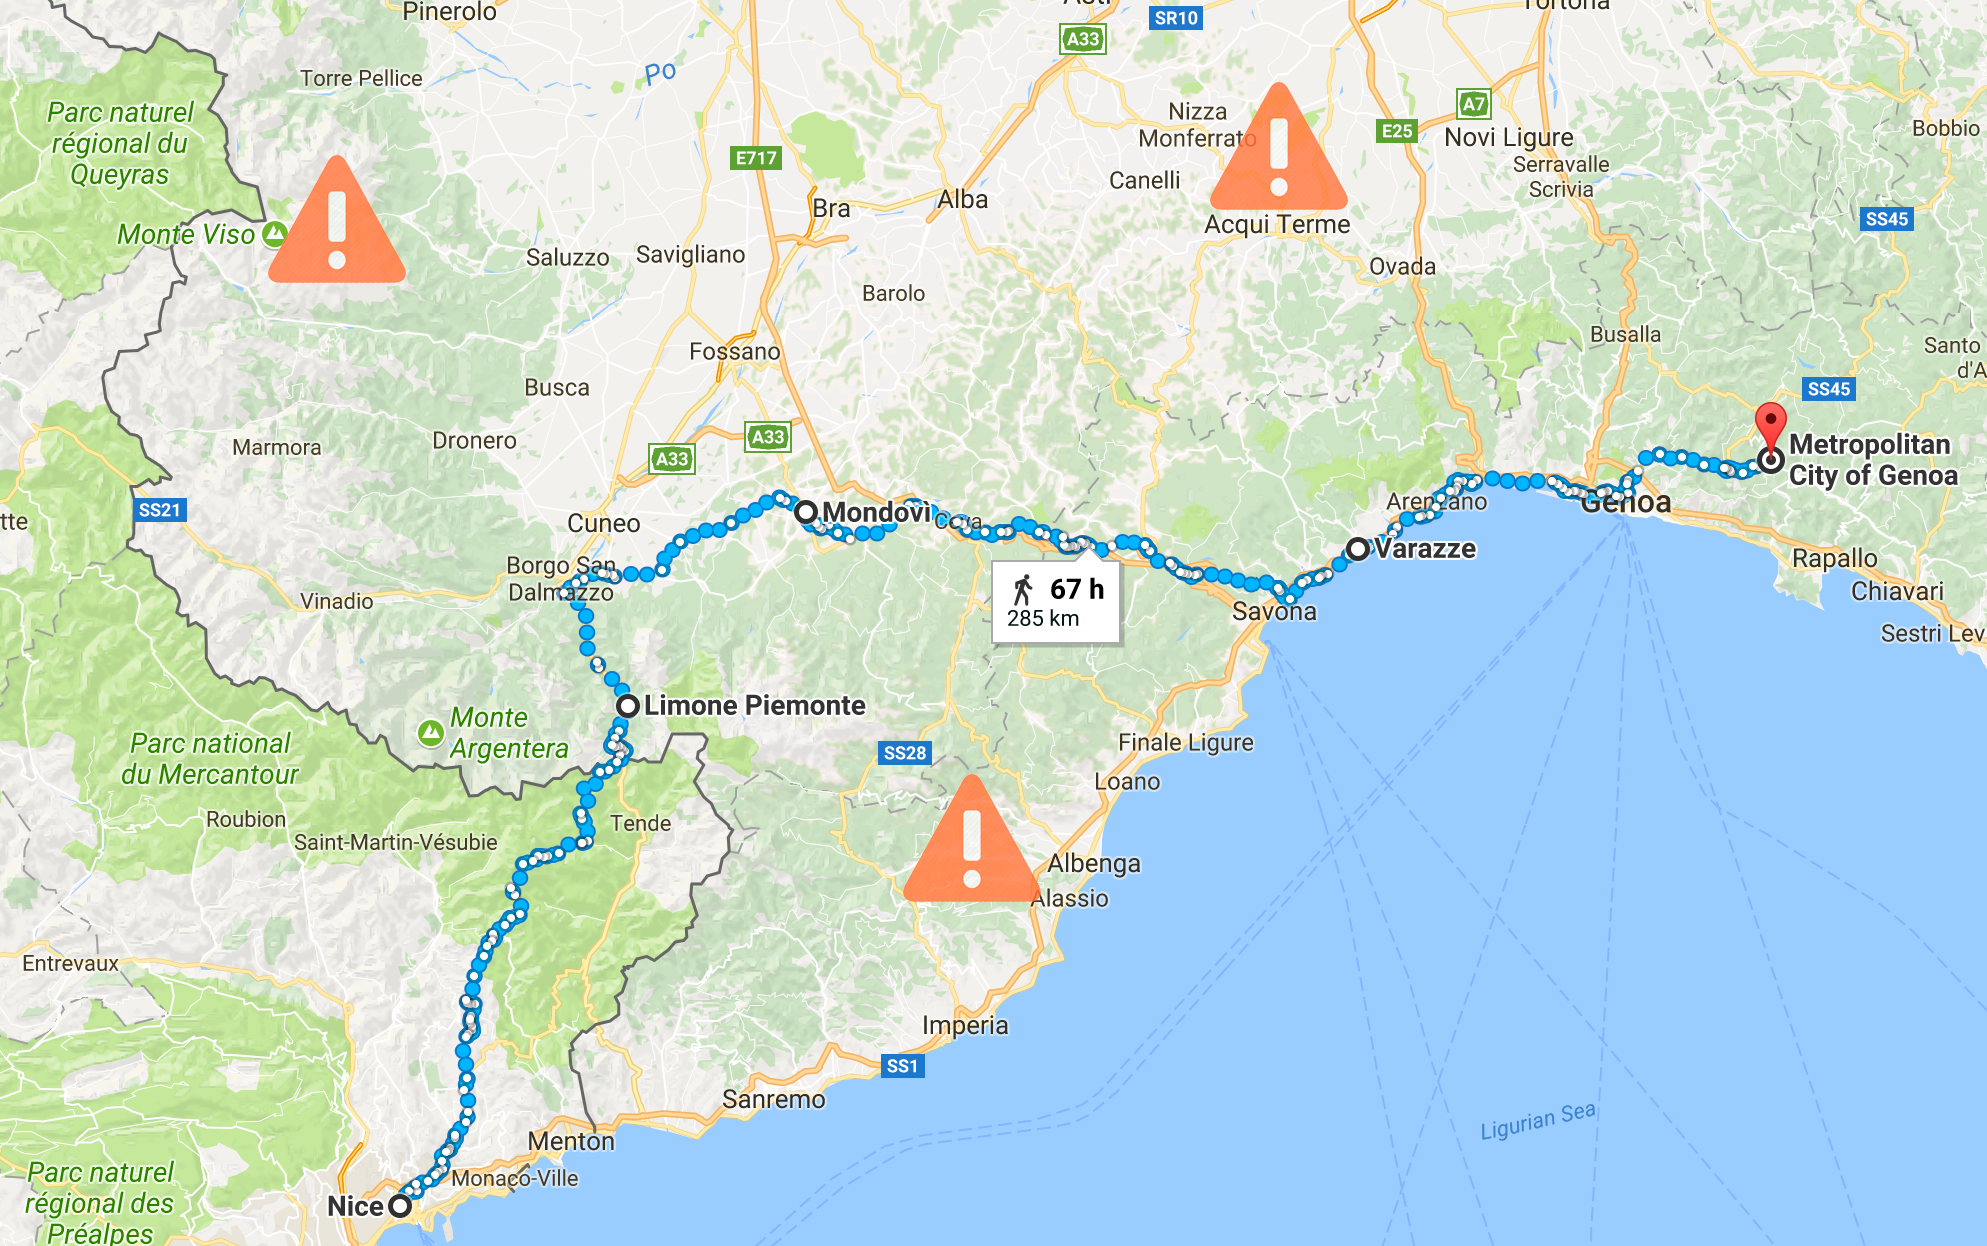 Pinerolo
Asti
SR10
Tortona
A33
Torre Pellice
Po
Parc naturel
régional du
Queyras
Nizza
Monferrato
A7
E25
Novi Ligure
Bobbio
E717
Serravalle
Scrivia
Canelli
Bra
Alba
Acqui Terme
SS45
Monte Viso
Saluzzo
Savigliano
Ovada
Barolo
Busalla
Santo
d'A
Fossano
Busca
SS45
Marmora
Dronero
A33
A33
Metropolitan
City of Genoa
SS21
tte
Cuneo
Mondovì
Ceva
Arenzano
Genoa
Varazze
Rapallo
Borgo San
Dalmazzo
Vinadio
67 h
285 km
Savona
Chiavari
Sestri Lev
Limone Piemonte
Monte
Argentera
Parc national
du Mercantour
SS28
Finale Ligure
Loano
Roubion
Tende
Saint-Martin-Vésubie
Albenga
Alassio
Entrevaux
Imperia
SS1
Sanremo
Ligurian Sea
Menton
Monaco-Ville
Parc naturel
régional des
Préalpes
Nice